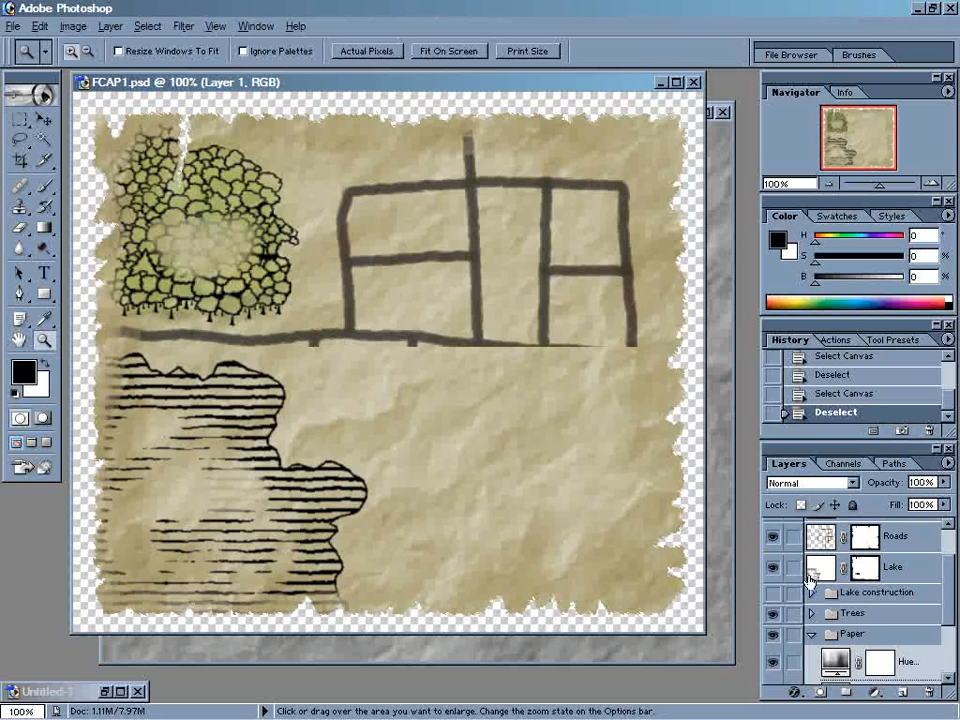 Adobe Photoshop
File Edit Image Layer Select Filter View Window Help
Resize Windows To Fit Ignore Palettes Actual Pixels Fit On Screen Print Size File Browser Brushes
FCAP1.psd @ 100% (Layer 1, RGB)
Navigator Info
100%
Color Swatches Styles
H 0 °
S 0 %
B 0 %
History Actions Tool Presets
Select Canvas
Deselect
Select Canvas
Deselect
Layers Channels Paths
Normal Opacity: 100%
Lock: Fill: 100%
Roads
Lake
Lake construction
Trees
Paper
Hue...
Untitled-
100% Doc: 1.11M/7.97M Click or drag over the area you want to enlarge. Change the zoom state on the Options bar.